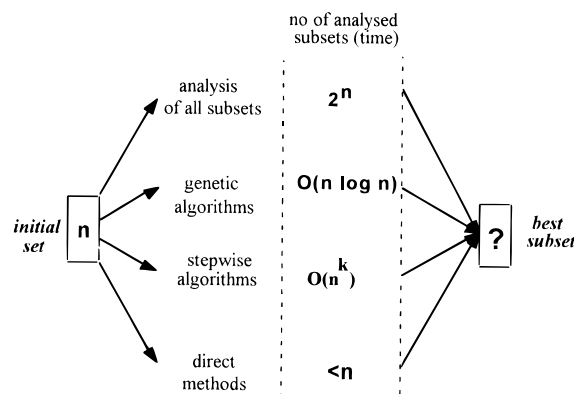 no of analysed
subsets (time)
analysis
of all subsets
2^n
genetic
algorithms
O(n log n)
initial
set
n
?
best
subset
stepwise
algorithms
O(n^k)
direct
methods
<n